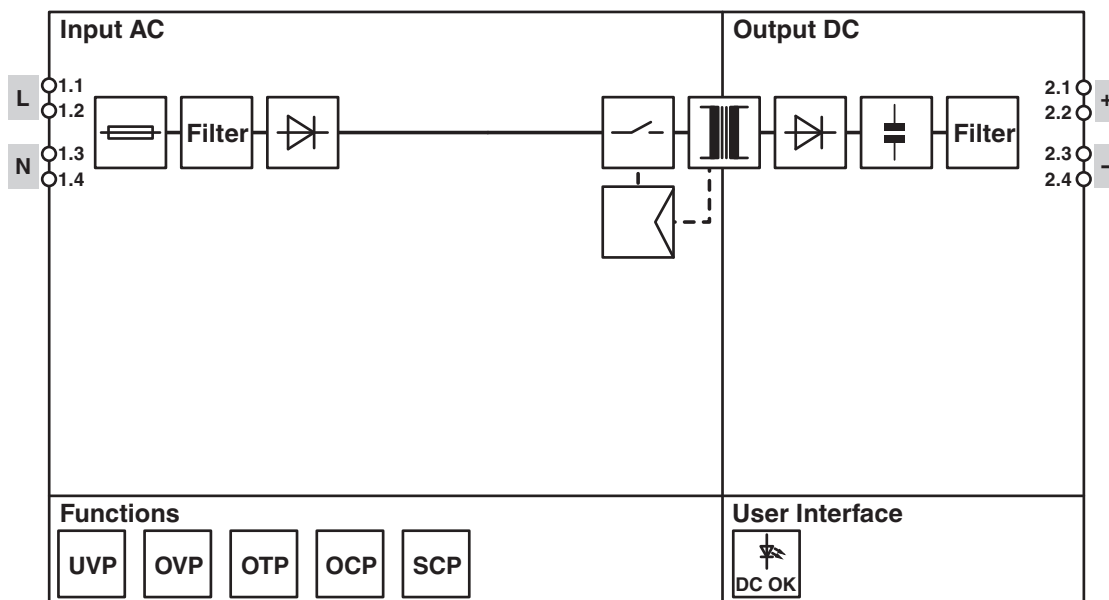 Input AC
Output DC
L
1.1
1.2
N
1.3
1.4
Filter
Filter
2.1
2.2
+
2.3
2.4
–
Functions
UVP
OVP
OTP
OCP
SCP
User Interface
DC OK